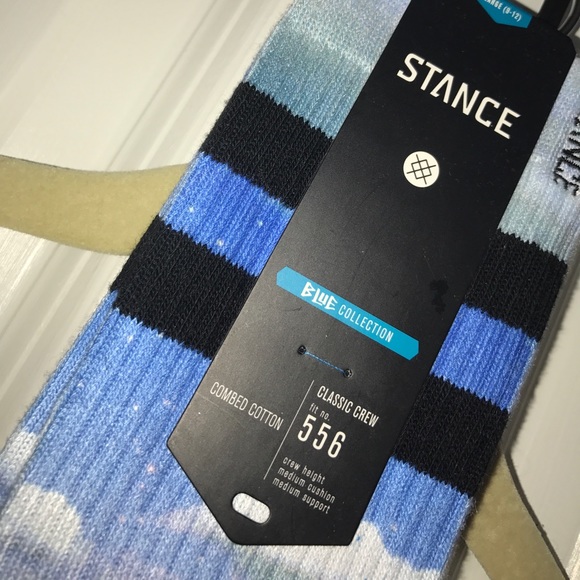 STANCE
BLUE COLLECTION
COMBED COTTON
CLASSIC CREW
fit no.
556
crew height
medium cushion
medium support